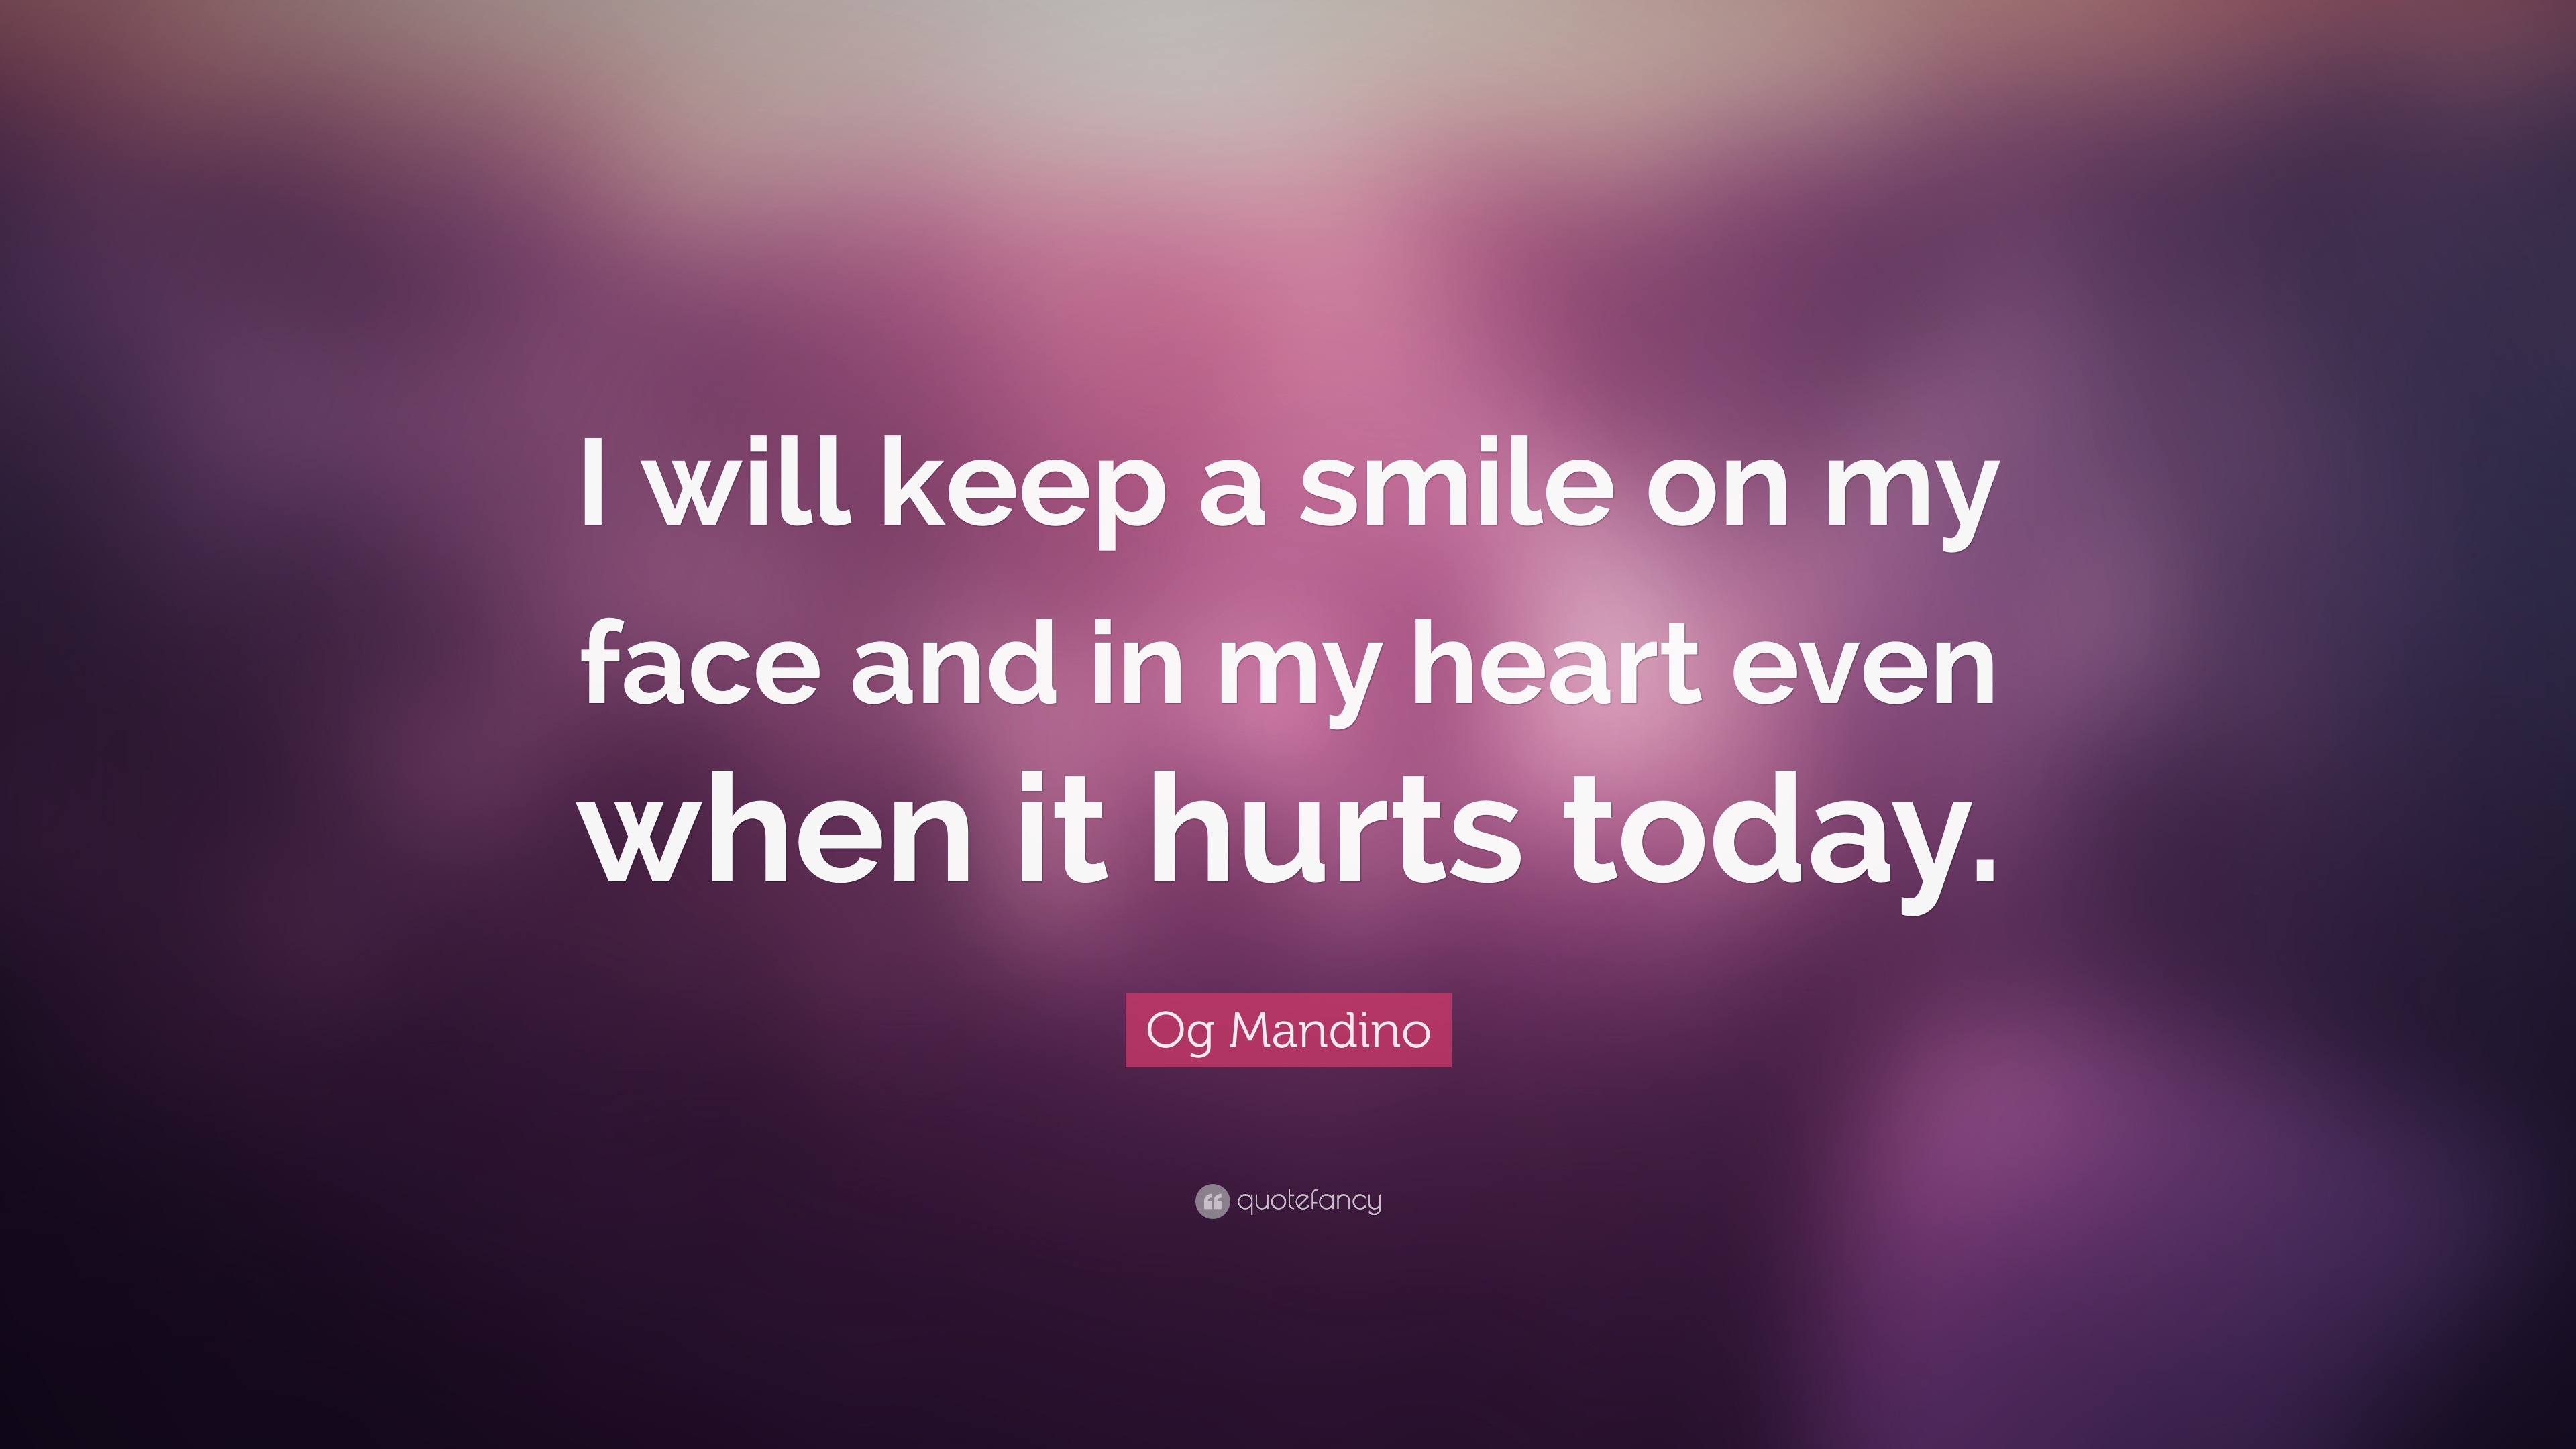 I will keep a smile on my
face and in my heart even
when it hurts today.
Og Mandino
quotefancy